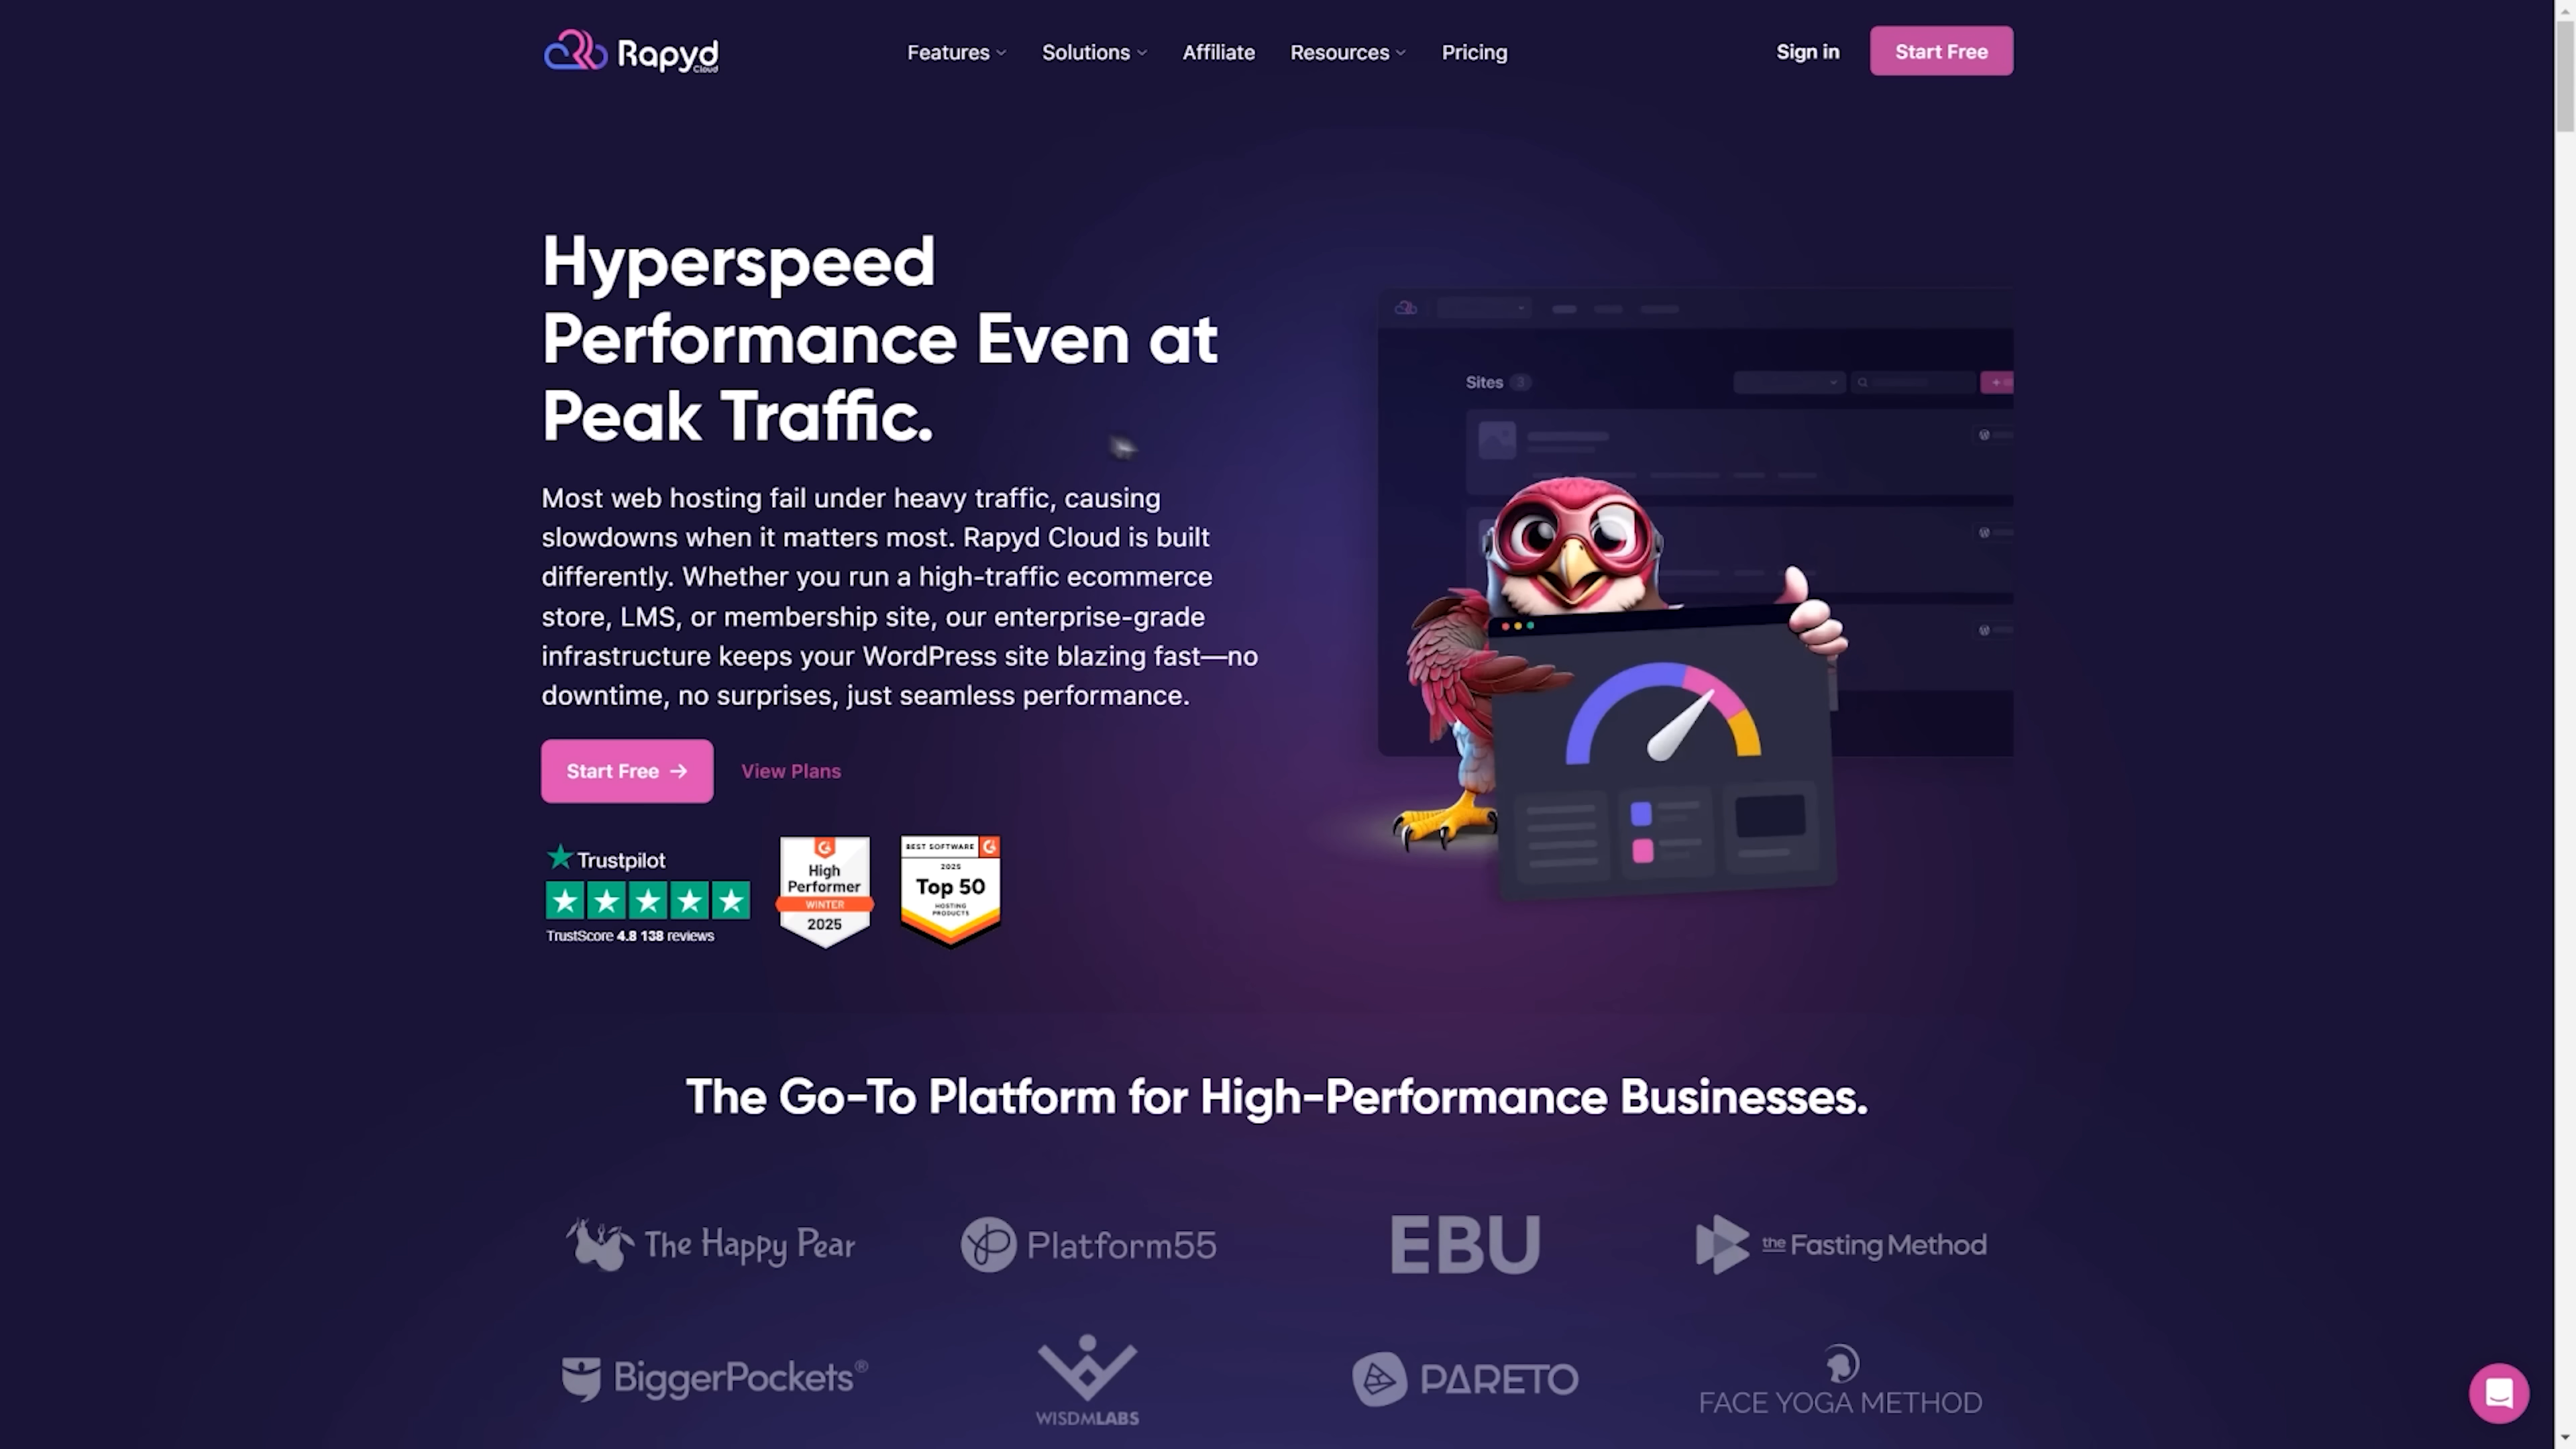 Rapyd
Cloud
Features
Solutions
Affiliate
Resources
Pricing
Sign in
Start Free
Hyperspeed
Performance Even at
Peak Traffic.
Most web hosting fail under heavy traffic, causing
slowdowns when it matters most. Rapyd Cloud is built
differently. Whether you run a high-traffic ecommerce
store, LMS, or membership site, our enterprise-grade
infrastructure keeps your WordPress site blazing fast—no
downtime, no surprises, just seamless performance.
Start Free →
View Plans
Sites 3
Trustpilot
TrustScore 4.8 138 reviews
High
Performer
WINTER
2025
BEST SOFTWARE
2025
Top 50
HOSTING
PRODUCTS
The Go-To Platform for High-Performance Businesses.
The Happy Pear
Platform55
EBU
the Fasting Method
BiggerPockets®
WISDMLABS
PARETO
FACE YOGA METHOD